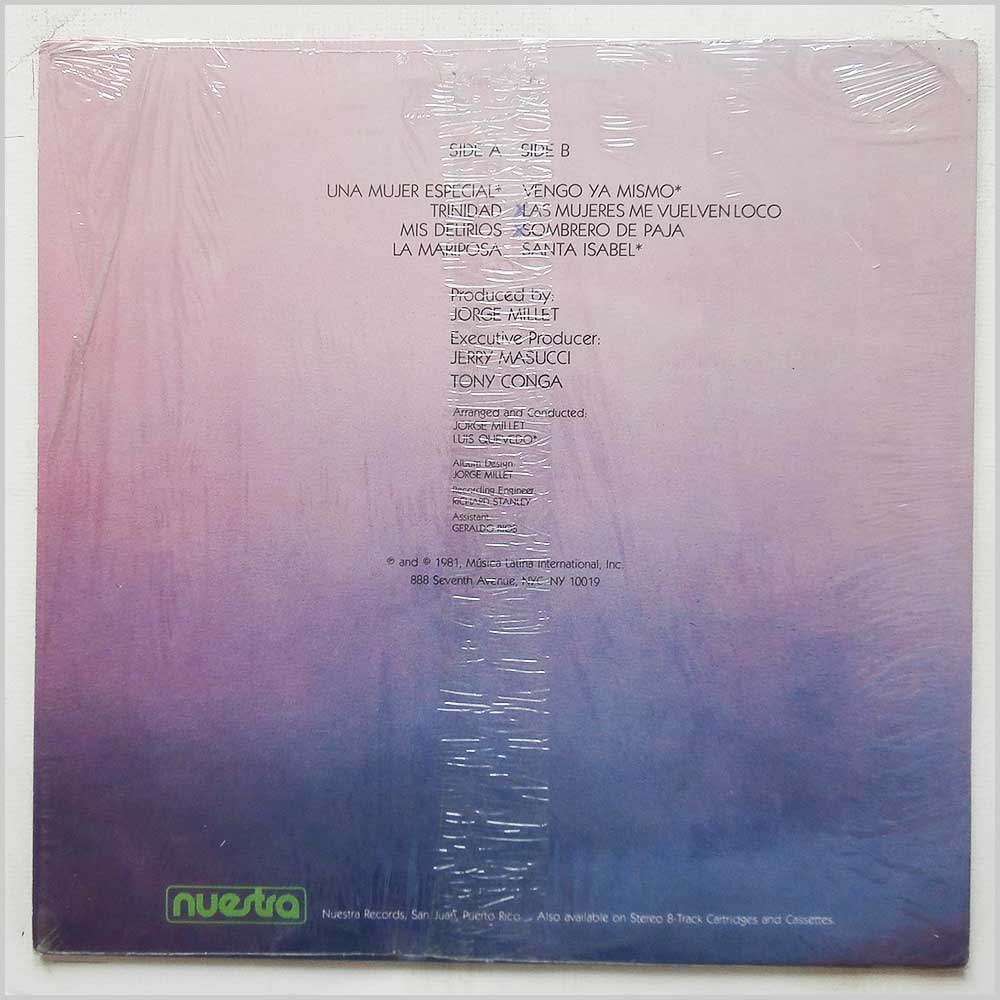 SIDE A
UNA MUJER ESPECIAL*
TRINIDAD
MIS DELIRIOS
LA MARIPOSA
SIDE B
VENGO YA MISMO*
LAS MUJERES ME VUELVEN LOCO
SOMBRERO DE PAJA
SANTA ISABEL*
Produced by:
JORGE MILLET
Executive Producer:
JERRY MASUCCI
TONY CONGA
Arranged and Conducted:
JORGE MILLET
LUIS QUEVEDO*
Album Design
JORGE MILLET
Recording Engineer
RICHARD STANLEY
Assistant
GERALDO RIOS
℗ and © 1981, Música Latina International, Inc.
888 Seventh Avenue, NYC NY 10019
nuestra
Nuestra Records, San Juan, Puerto Rico ... Also available on Stereo 8-Track Cartridges and Cassettes.